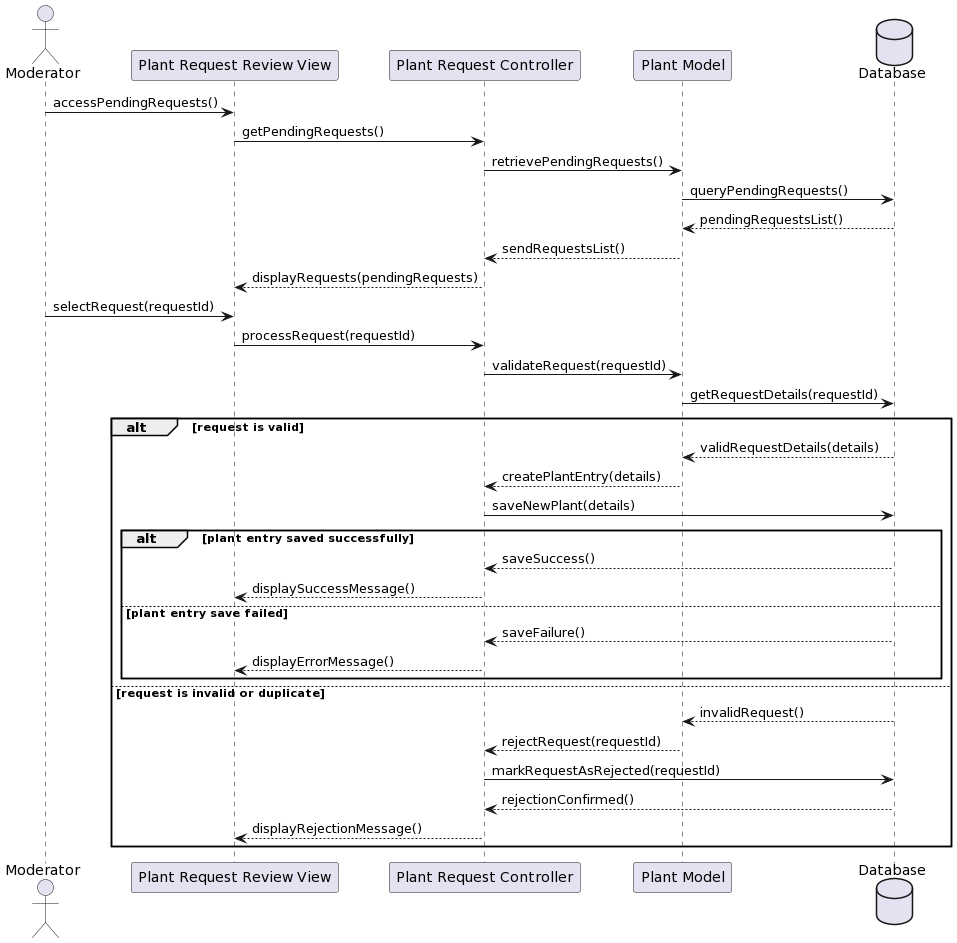 Moderator
Plant Request Review View
Plant Request Controller
Plant Model
Database
accessPendingRequests()
getPendingRequests()
retrievePendingRequests()
queryPendingRequests()
pendingRequestsList()
sendRequestsList()
displayRequests(pendingRequests)
selectRequest(requestId)
processRequest(requestId)
validateRequest(requestId)
getRequestDetails(requestId)
alt [request is valid]
validRequestDetails(details)
createPlantEntry(details)
saveNewPlant(details)
alt [plant entry saved successfully]
saveSuccess()
displaySuccessMessage()
[plant entry save failed]
saveFailure()
displayErrorMessage()
[request is invalid or duplicate]
invalidRequest()
rejectRequest(requestId)
markRequestAsRejected(requestId)
rejectionConfirmed()
displayRejectionMessage()
Moderator
Plant Request Review View
Plant Request Controller
Plant Model
Database